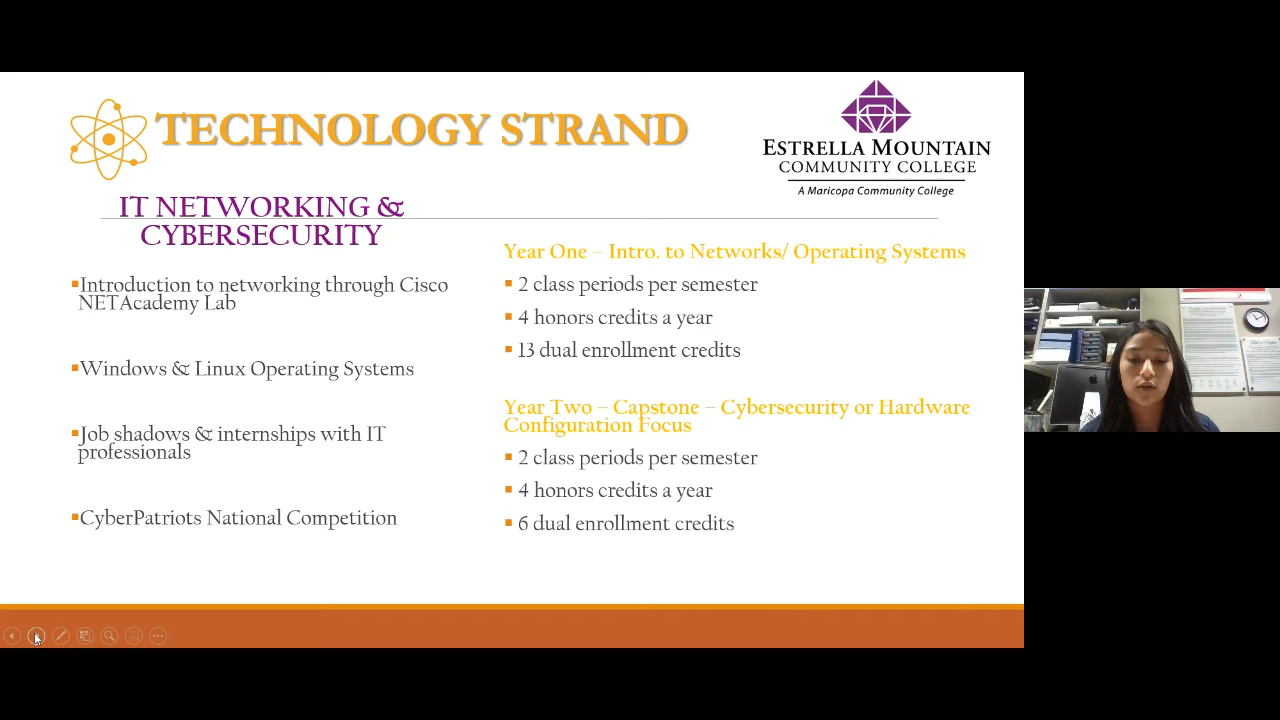 TECHNOLOGY STRAND
ESTRELLA MOUNTAIN
COMMUNITY COLLEGE
A Maricopa Community College
IT NETWORKING &
CYBERSECURITY
▪Introduction to networking through Cisco
NETAcademy Lab
▪Windows & Linux Operating Systems
▪Job shadows & internships with IT
professionals
▪CyberPatriots National Competition
Year One – Intro. to Networks/ Operating Systems
▪ 2 class periods per semester
▪ 4 honors credits a year
▪ 13 dual enrollment credits
Year Two – Capstone – Cybersecurity or Hardware
Configuration Focus
▪ 2 class periods per semester
▪ 4 honors credits a year
▪ 6 dual enrollment credits